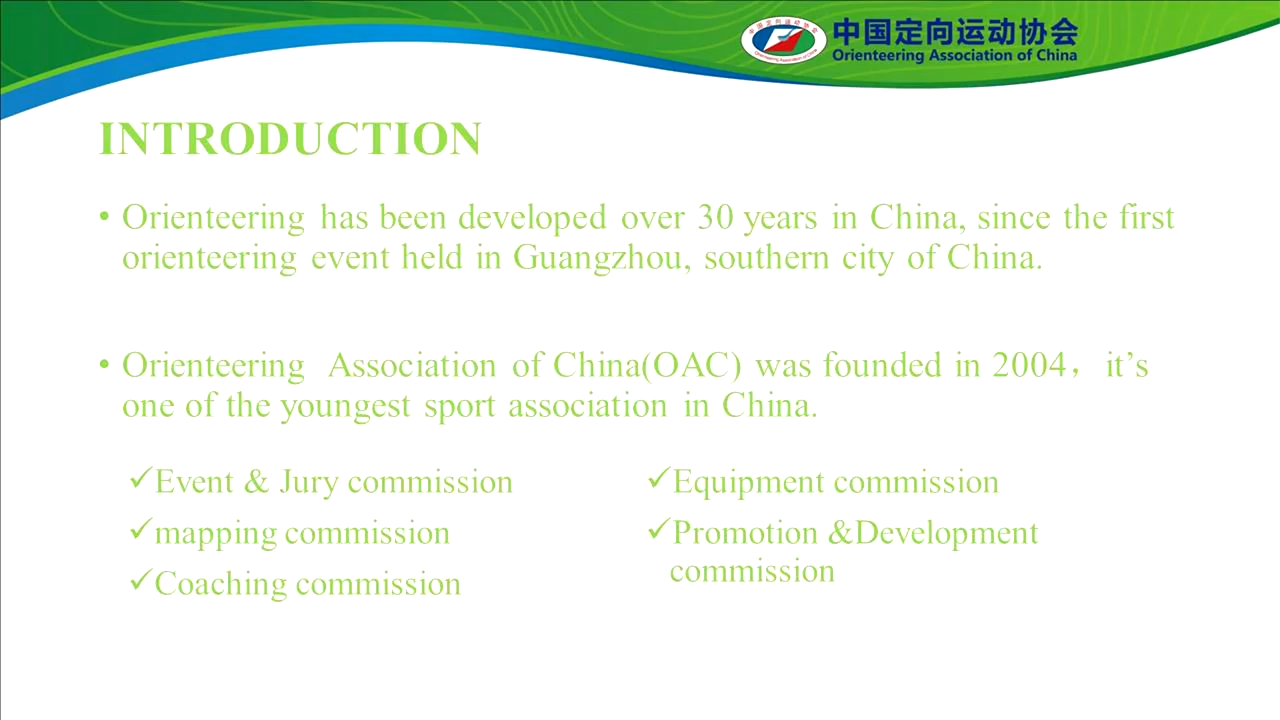 中国定向运动协会
Orienteering Association of China
INTRODUCTION
• Orienteering has been developed over 30 years in China, since the first
orienteering event held in Guangzhou, southern city of China.
• Orienteering Association of China(OAC) was founded in 2004，it’s
one of the youngest sport association in China.
✓Event & Jury commission
✓mapping commission
✓Coaching commission
✓Equipment commission
✓Promotion &Development
commission